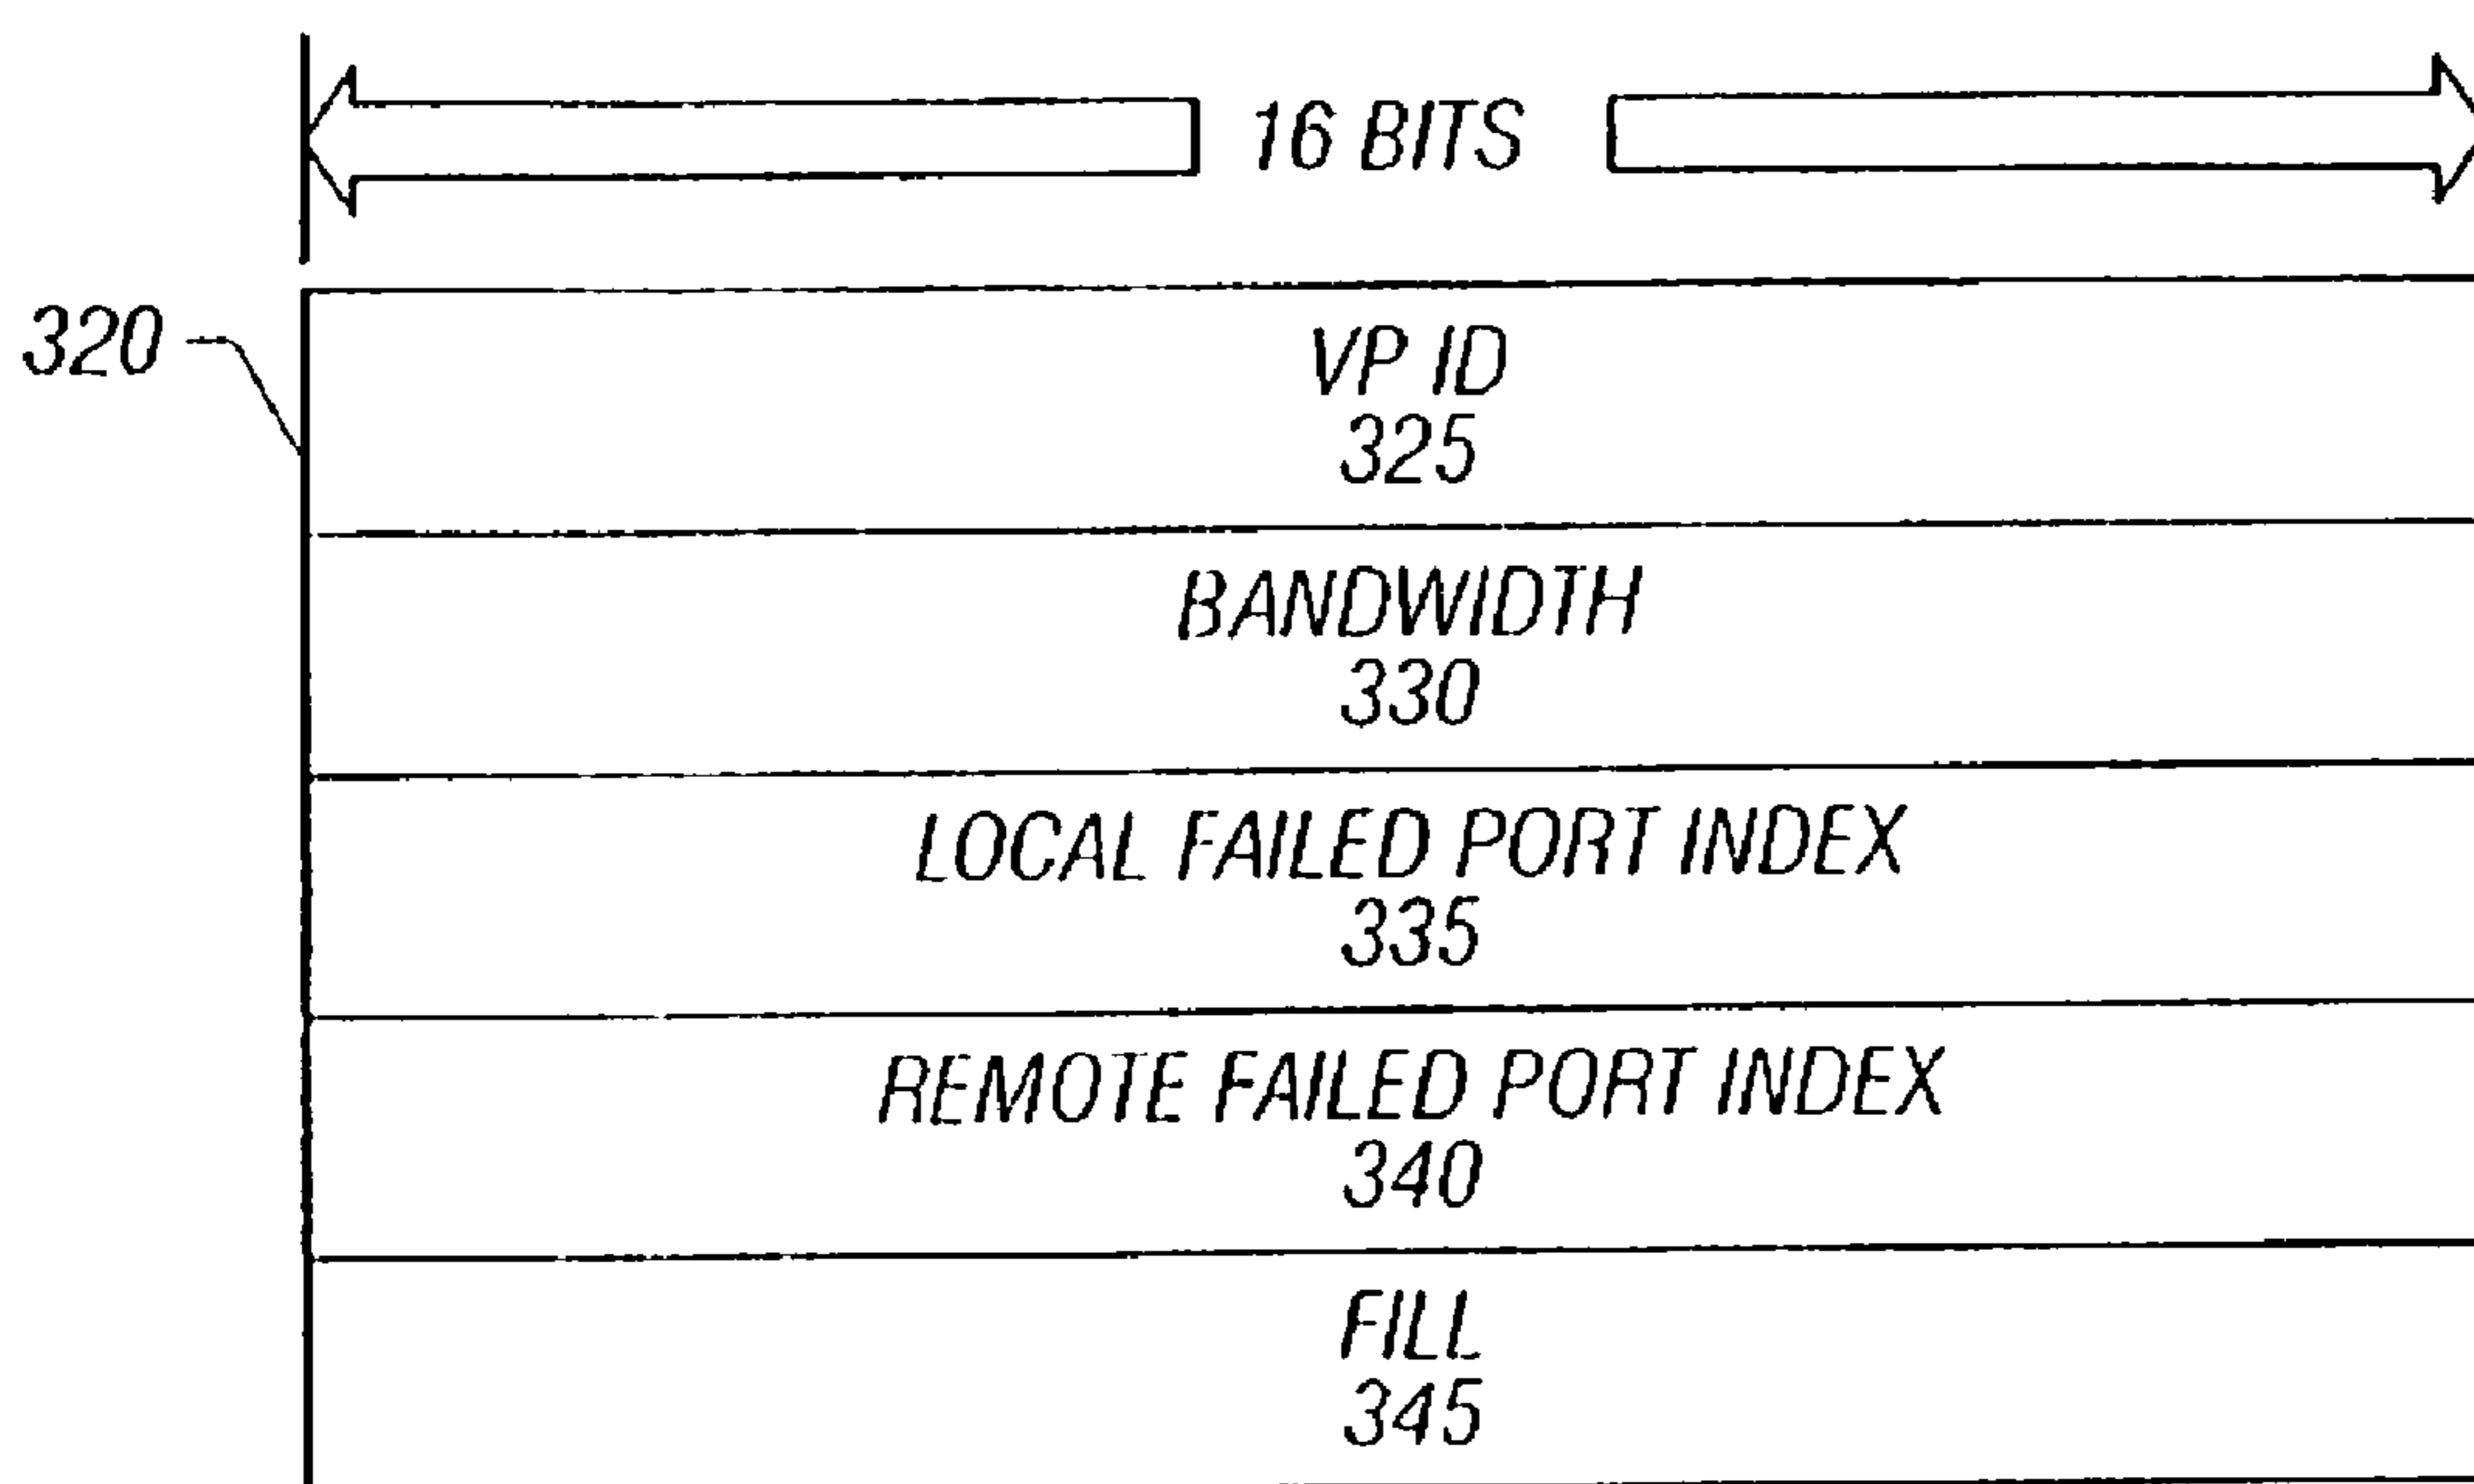 16 BITS
320
VP ID
325
BANDWIDTH
330
LOCAL FAILED PORT INDEX
335
REMOTE FAILED PORT INDEX
340
FILL
345